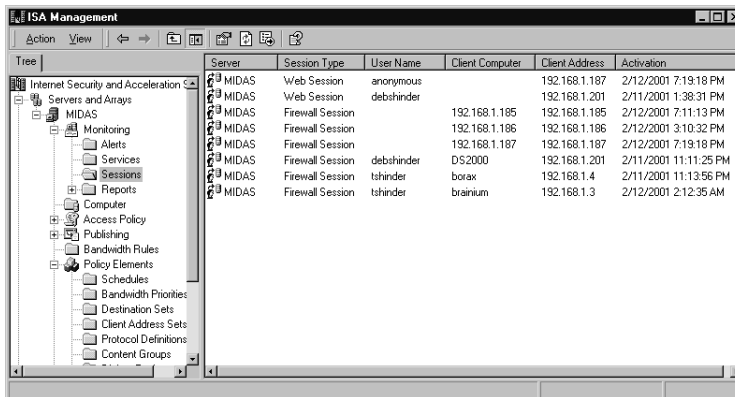 ISA Management
Action View
Tree
Internet Security and Acceleration
Servers and Arrays
MIDAS
Monitoring
Alerts
Services
Sessions
Reports
Computer
Access Policy
Publishing
Bandwidth Rules
Policy Elements
Schedules
Bandwidth Priorities
Destination Sets
Client Address Sets
Protocol Definitions
Content Groups
Server Session Type User Name Client Computer Client Address Activation
MIDAS Web Session anonymous 192.168.1.187 2/12/2001 7:19:18 PM
MIDAS Web Session debshinder 192.168.1.201 2/11/2001 1:38:31 PM
MIDAS Firewall Session 192.168.1.185 192.168.1.185 2/12/2001 7:11:13 PM
MIDAS Firewall Session 192.168.1.186 192.168.1.186 2/12/2001 3:10:32 PM
MIDAS Firewall Session 192.168.1.187 192.168.1.187 2/12/2001 7:19:18 PM
MIDAS Firewall Session debshinder DS2000 192.168.1.201 2/11/2001 11:11:25 PM
MIDAS Firewall Session tshinder borax 192.168.1.4 2/11/2001 11:13:56 PM
MIDAS Firewall Session tshinder brainium 192.168.1.3 2/12/2001 2:12:35 AM